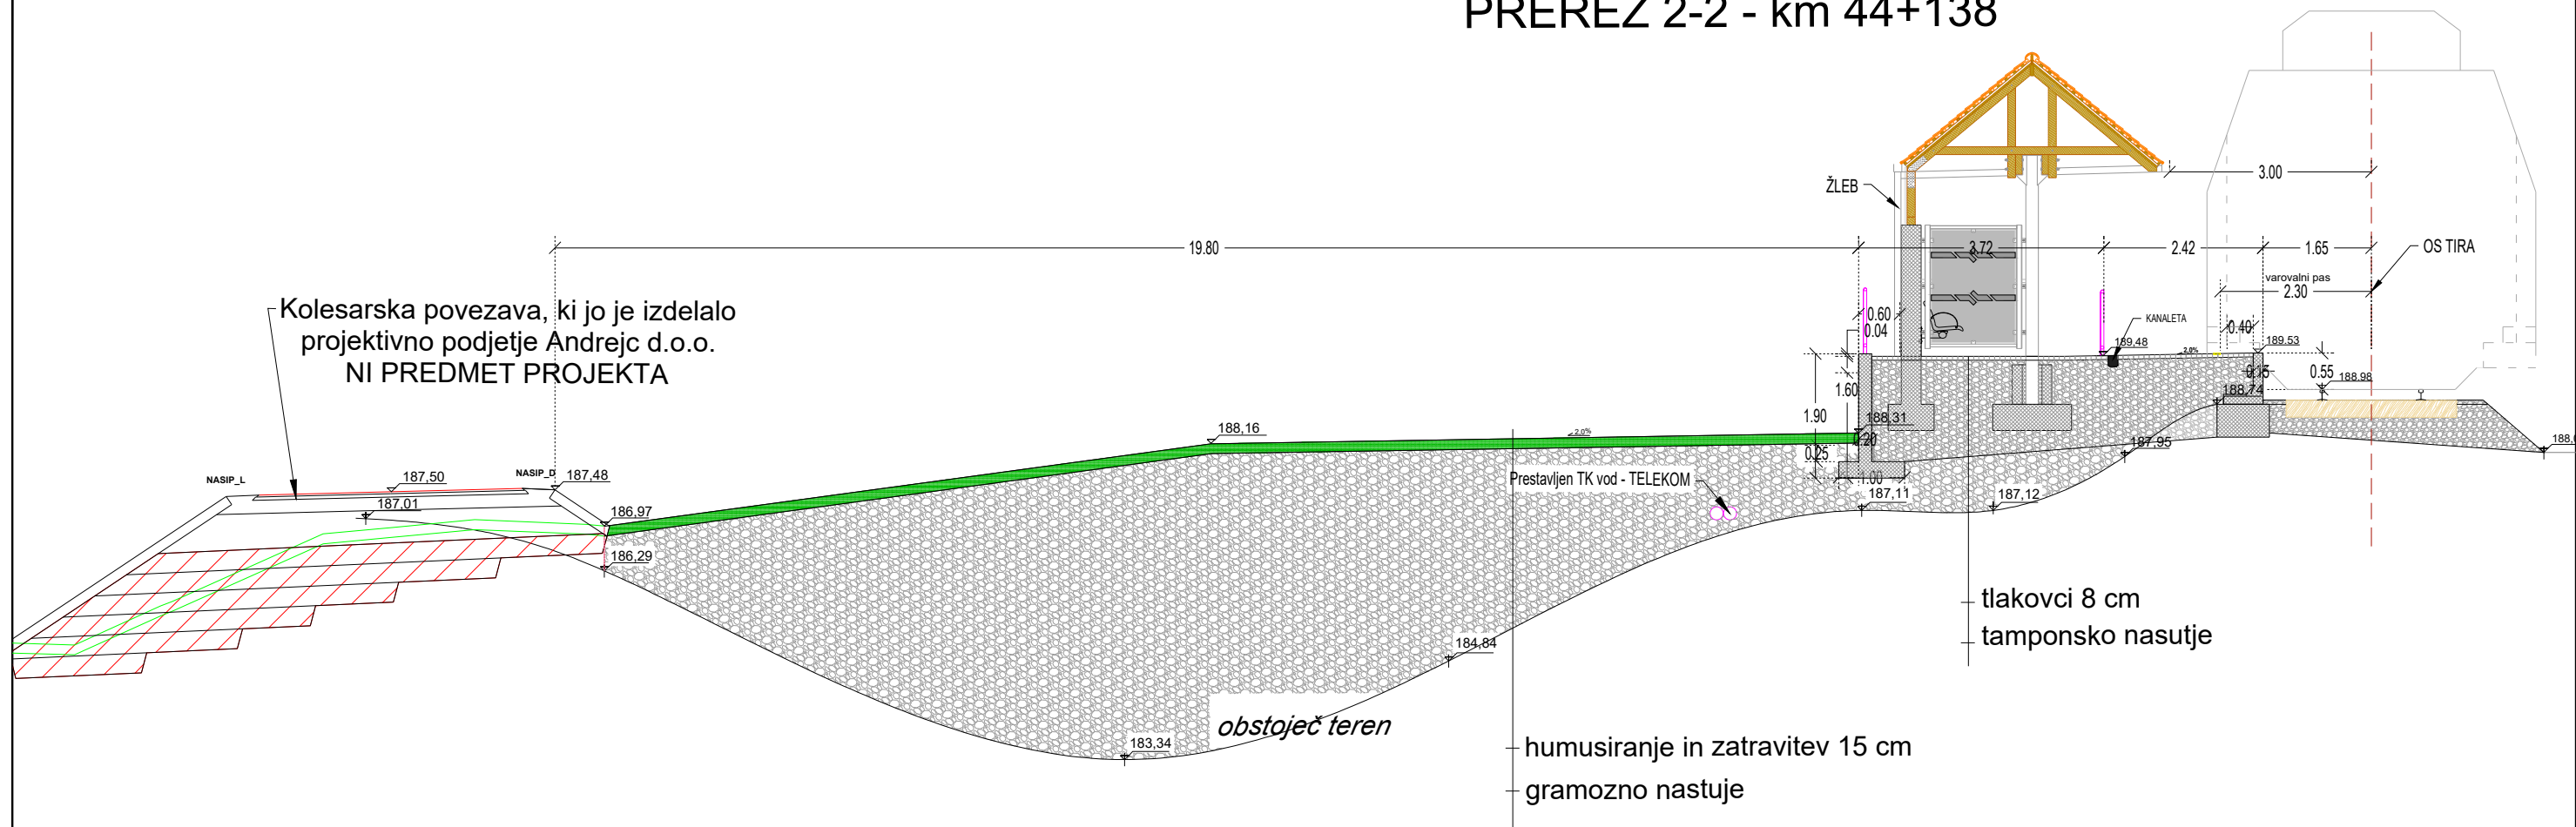 PREREZ 2-2 - km 44+138
3.00
ŽLEB
19.80
3.72
2.42
1.65
OS TIRA
varovalni pas
2.30
Kolesarska povezava, ki jo je izdelalo
projektivno podjetje Andrejc d.o.o.
NI PREDMET PROJEKTA
0.60
0.04
KANALETA
0.40
189.48
2.0%
189.53
0.15
0.55
188.98
1.60
188.74
1.90
188.31
188,16
2.0%
0.20
0.25
187.95
NASIP_L
187,50
NASIP_D
187,48
Prestavljen TK vod - TELEKOM
1.00
187,01
186,97
187,11
187,12
186,29
tlakovci 8 cm
tamponsko nasutje
184,84
obstoječ teren
183,34
humusiranje in zatravitev 15 cm
gramozno nastuje